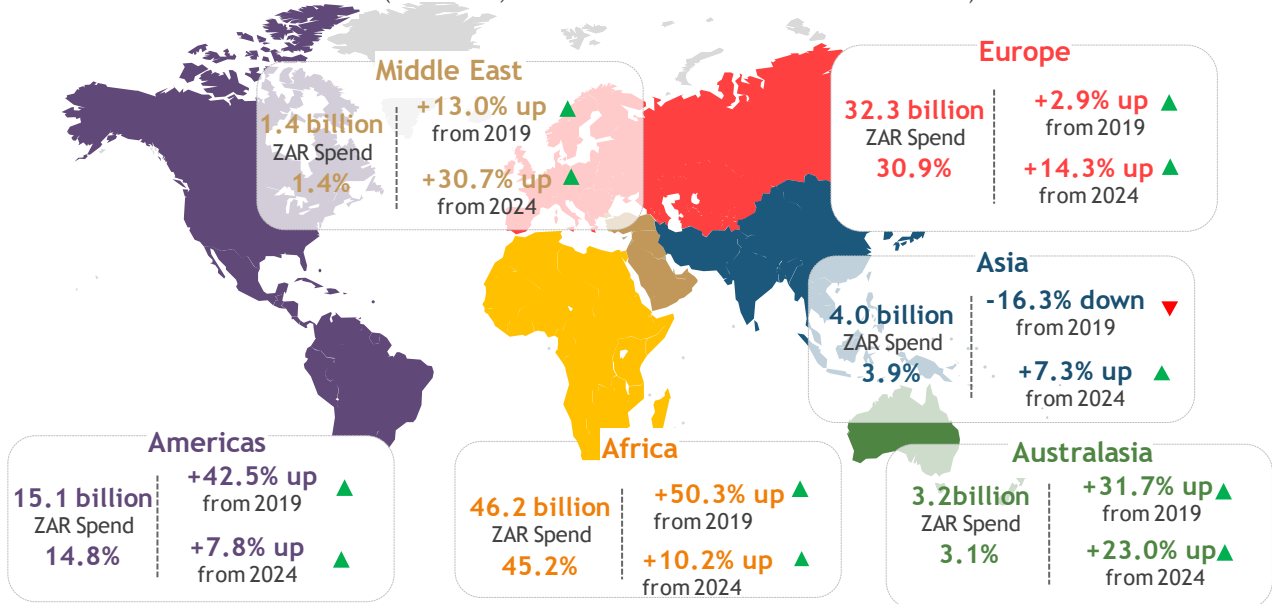 Middle East
1.4 billion
ZAR Spend
1.4%
+13.0% up
from 2019
+30.7% up
from 2024
Europe
32.3 billion
ZAR Spend
30.9%
+2.9% up
from 2019
+14.3% up
from 2024
Asia
4.0 billion
ZAR Spend
3.9%
-16.3% down
from 2019
+7.3% up
from 2024
Americas
15.1 billion
ZAR Spend
14.8%
+42.5% up
from 2019
+7.8% up
from 2024
Africa
46.2 billion
ZAR Spend
45.2%
+50.3% up
from 2019
+10.2% up
from 2024
Australasia
3.2billion
ZAR Spend
3.1%
+31.7% up
from 2019
+23.0% up
from 2024